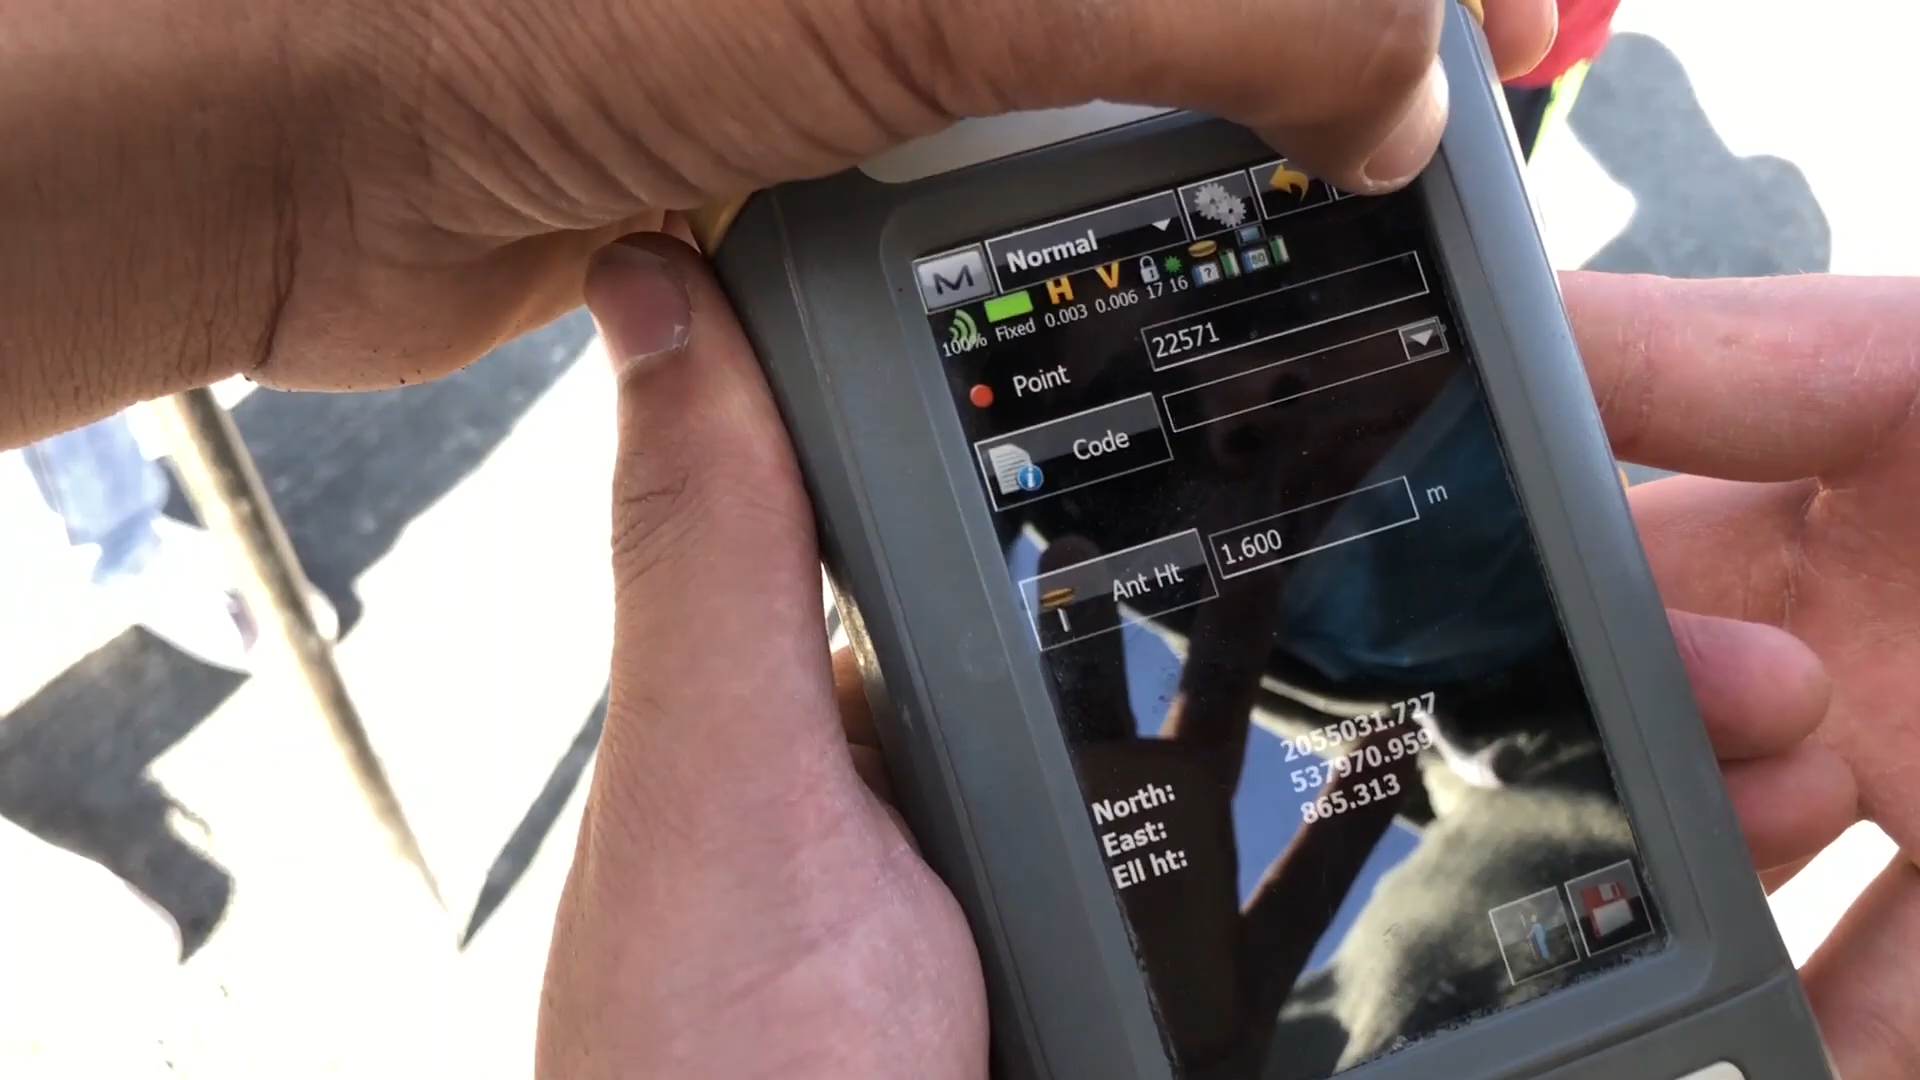 M Normal
100% Fixed H 0.003 V 0.006 17 16 ? 80
Point 22571
Code
Ant Ht 1.600 m
North: 2055031.727
East: 537970.959
Ell ht: 865.313